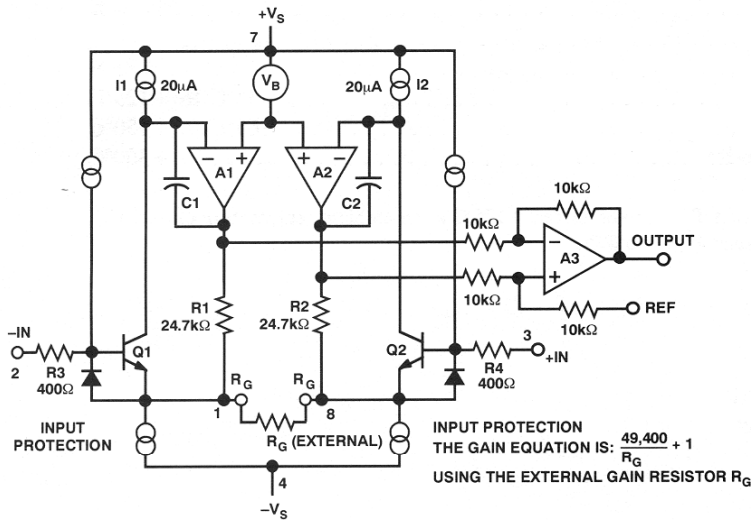 +VS
7
I1
20µA
VB
20µA
I2
− +
A1
+ −
A2
C1
C2
10kΩ
10kΩ
−
A3
+
OUTPUT
10kΩ
REF
10kΩ
R1
24.7kΩ
R2
24.7kΩ
−IN
2
R3
400Ω
Q1
Q2
3
+IN
R4
400Ω
RG
1
RG
8
RG (EXTERNAL)
INPUT
PROTECTION
INPUT PROTECTION
THE GAIN EQUATION IS: 49,400/RG + 1
USING THE EXTERNAL GAIN RESISTOR RG
4
−VS